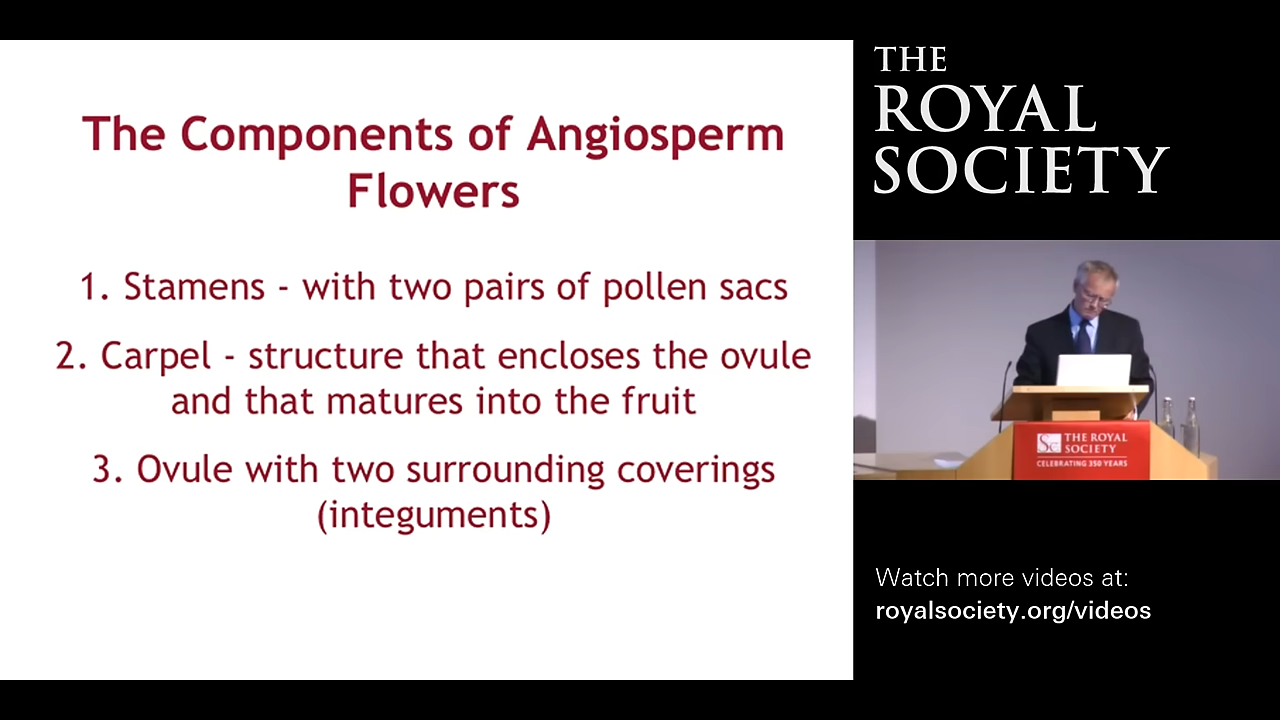 The Components of Angiosperm
Flowers
1. Stamens - with two pairs of pollen sacs
2. Carpel - structure that encloses the ovule
and that matures into the fruit
3. Ovule with two surrounding coverings
(integuments)
THE
ROYAL
SOCIETY
THE ROYAL
SOCIETY
CELEBRATING 350 YEARS
Watch more videos at:
royalsociety.org/videos